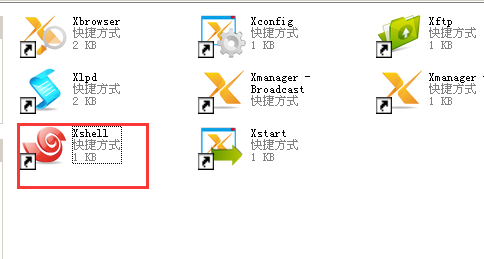 Xbrowser
快捷方式
2 KB
Xconfig
快捷方式
1 KB
Xftp
快捷方式
1 KB
Xlpd
快捷方式
2 KB
Xmanager -
Broadcast
快捷方式
Xmanager
快捷方式
1 KB
Xshell
快捷方式
1 KB
Xstart
快捷方式
1 KB